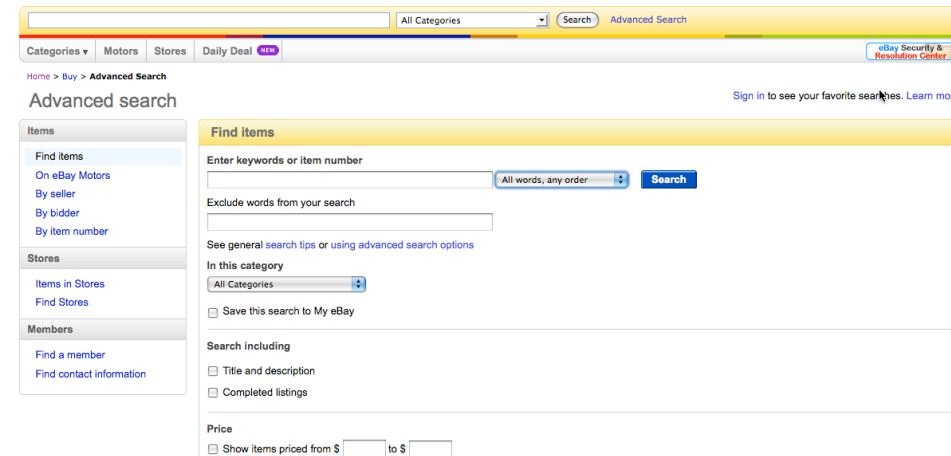 All Categories Search Advanced Search
Categories Motors Stores Daily Deal NEW
eBay Security &
Resolution Center
Home > Buy > Advanced Search
Advanced search
Sign in to see your favorite searches. Learn mo
Items
Find items
On eBay Motors
By seller
By bidder
By item number
Stores
Items in Stores
Find Stores
Members
Find a member
Find contact information
Find items
Enter keywords or item number
All words, any order Search
Exclude words from your search
See general search tips or using advanced search options
In this category
All Categories
Save this search to My eBay
Search including
Title and description
Completed listings
Price
Show items priced from $ to $